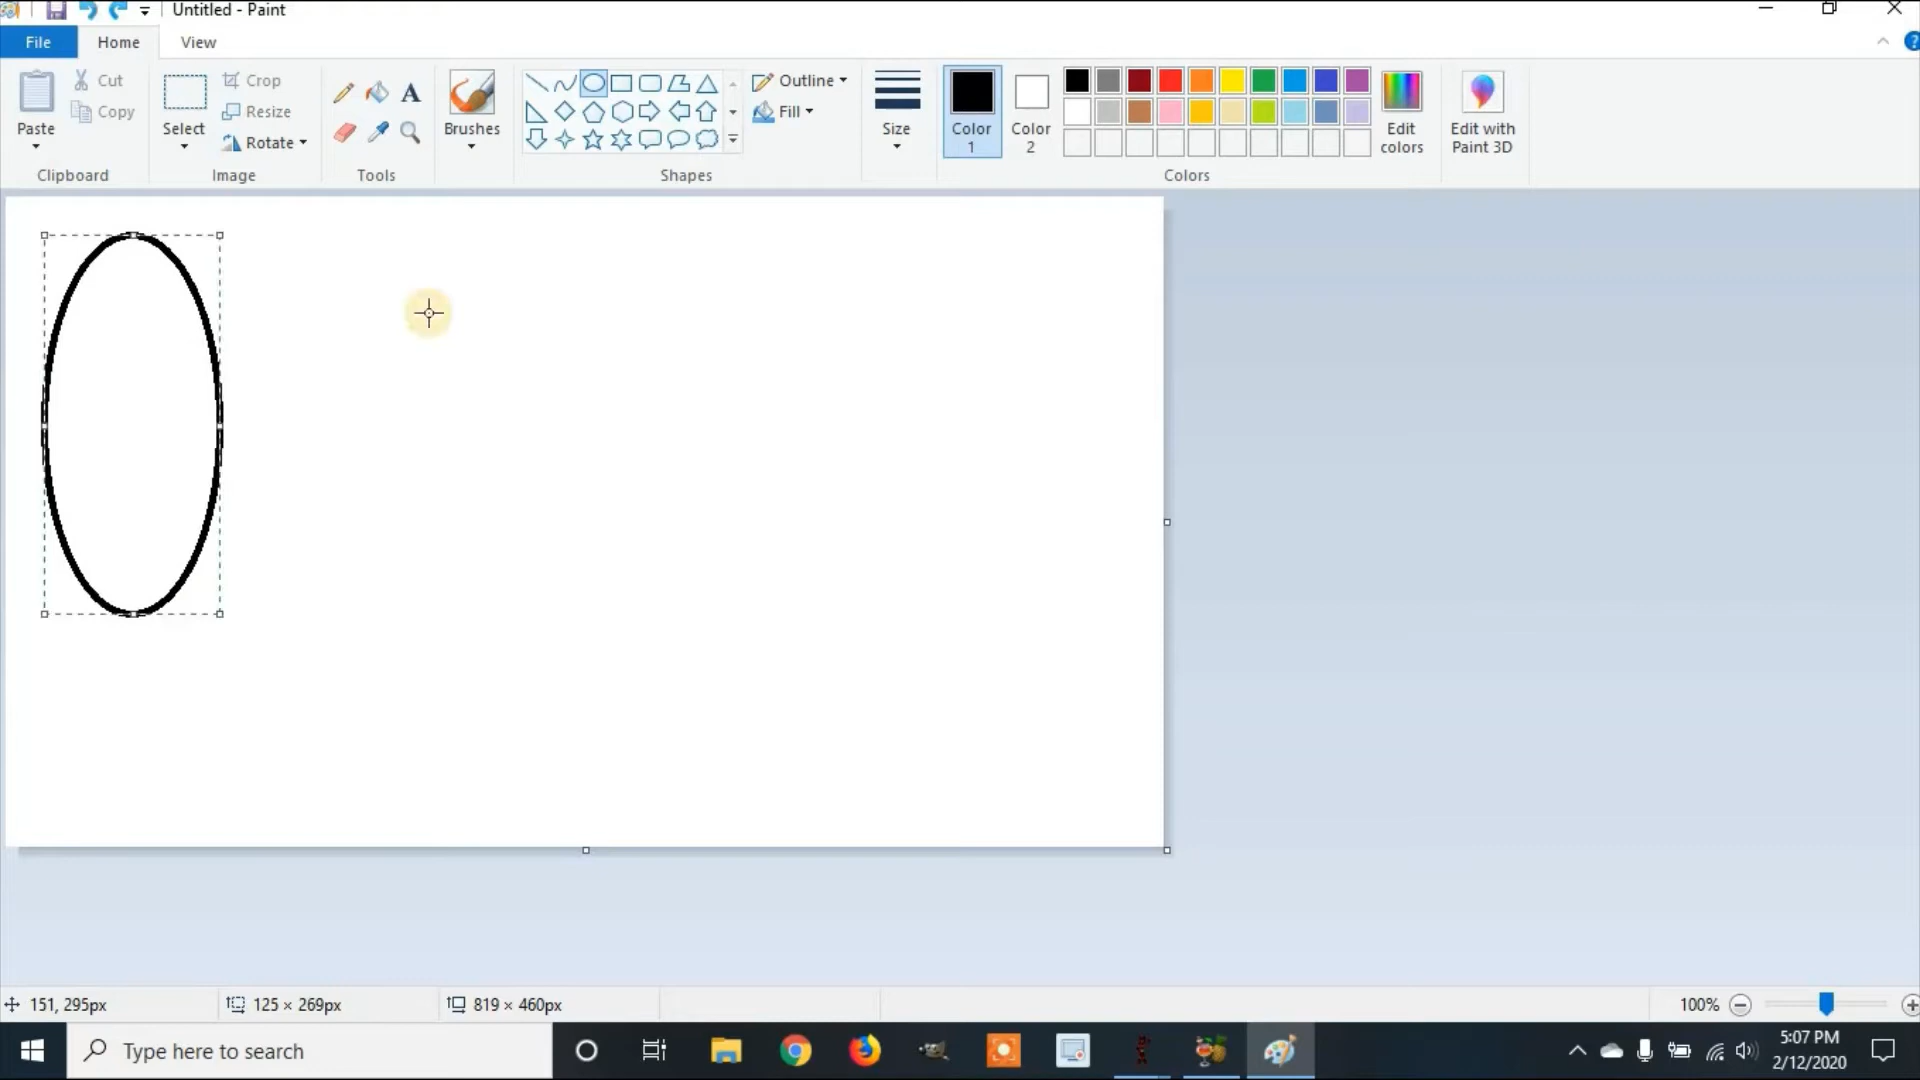 Untitled - Paint
File Home View
Cut
Copy
Paste
Clipboard
Crop
Resize
Rotate
Select
Image
A
Tools
Brushes
Outline
Fill
Shapes
Size
Color
1
Color
2
Edit
colors
Colors
Edit with
Paint 3D
?
151, 295px 125 × 269px 819 × 460px 100%
Type here to search
5:07 PM
2/12/2020